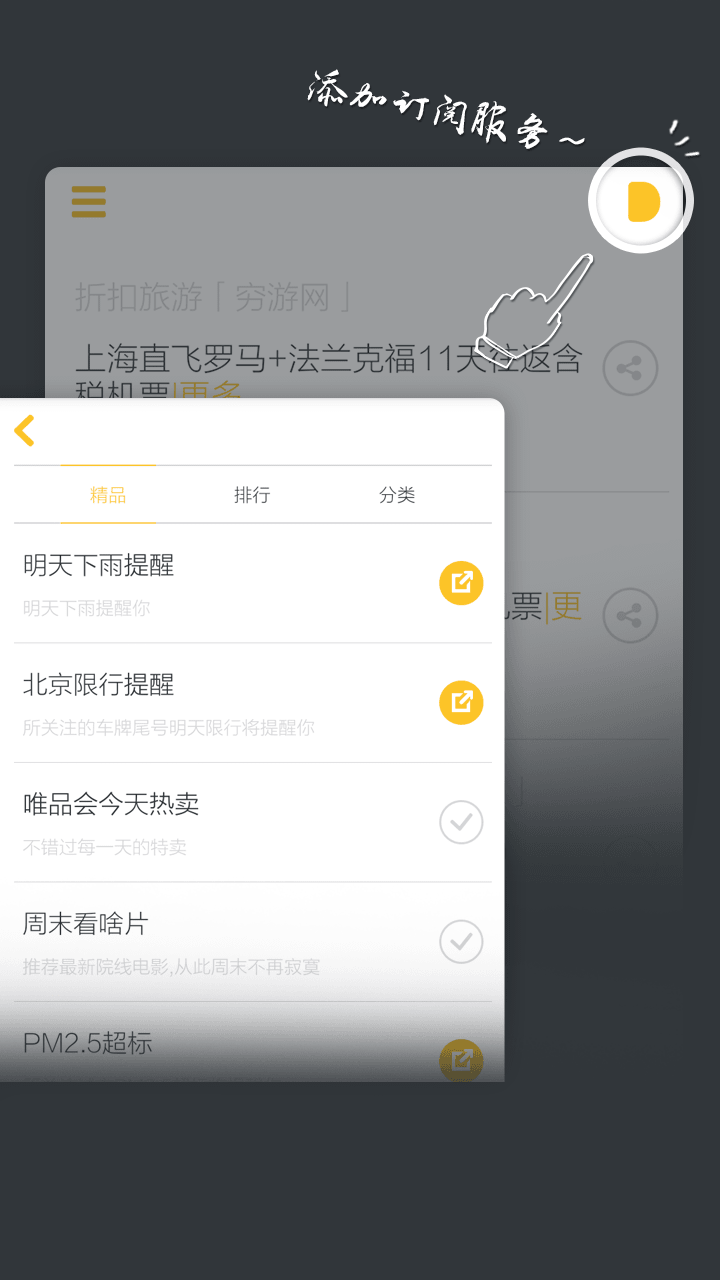 添加订阅服务~
D
折扣旅游「穷游网」
上海直飞罗马+法兰克福11天往返含
税机票|更多
精品
排行
分类
明天下雨提醒
明天下雨提醒你
票|更
北京限行提醒
所关注的车牌尾号明天限行将提醒你
唯品会今天热卖
不错过每一天的特卖
周末看啥片
推荐最新院线电影,从此周末不再寂寞
PM2.5超标